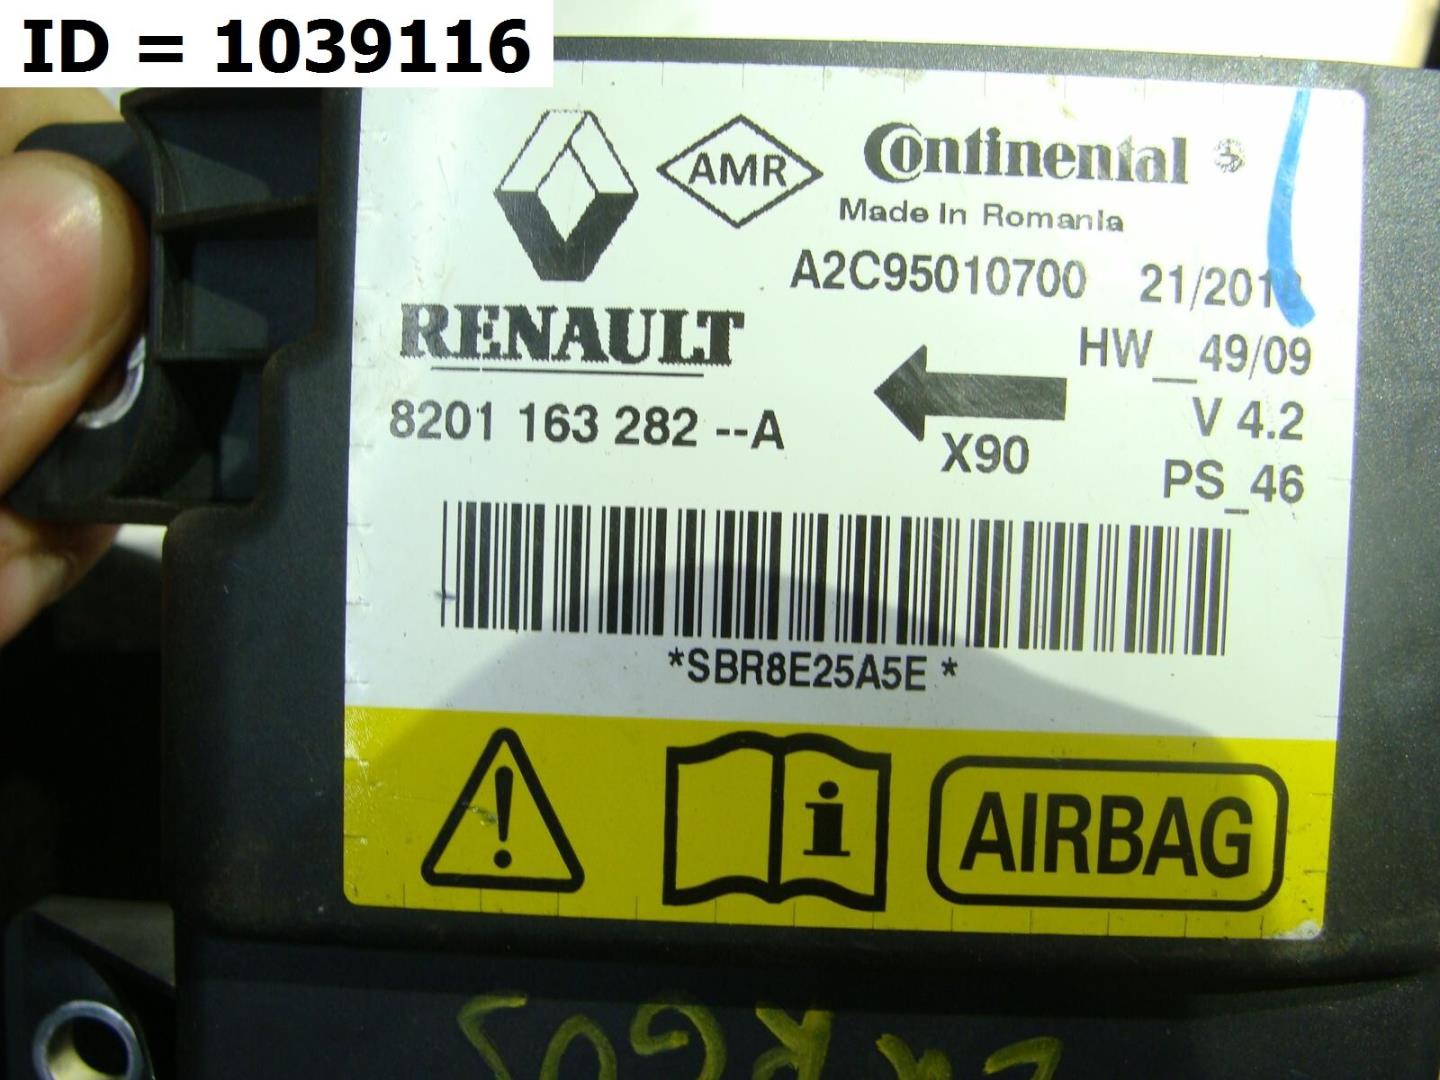 ID = 1039116
AMR
Continental
Made In Romania
A2C95010700
RENAULT
HW__49/09
8201 163 282 --A
V 4.2
X90
PS_46
*SBR8E25A5E *
AIRBAG